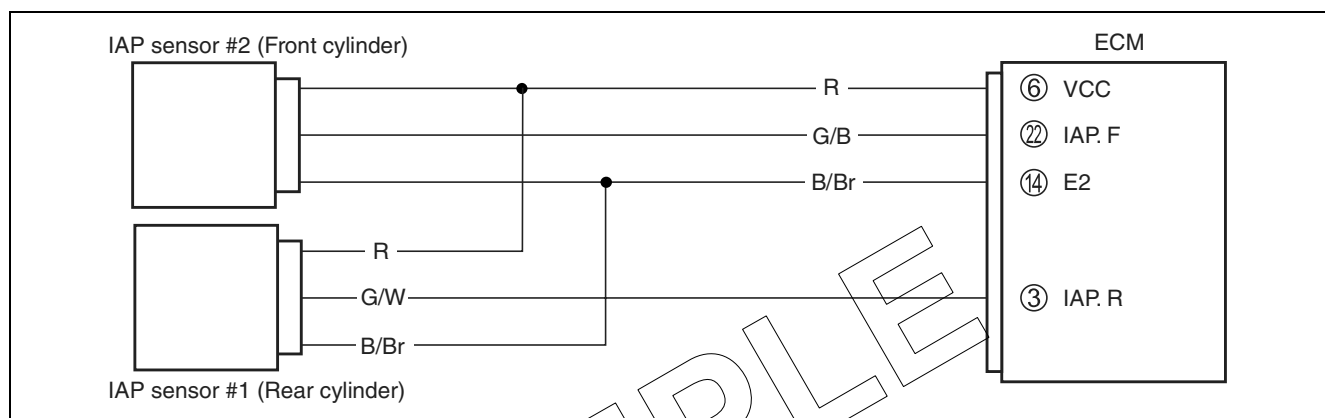 IAP sensor #2 (Front cylinder)
ECM
R
⑥ VCC
G/B
㉒ IAP. F
B/Br
⑭ E2
R
G/W
③ IAP. R
B/Br
IAP sensor #1 (Rear cylinder)